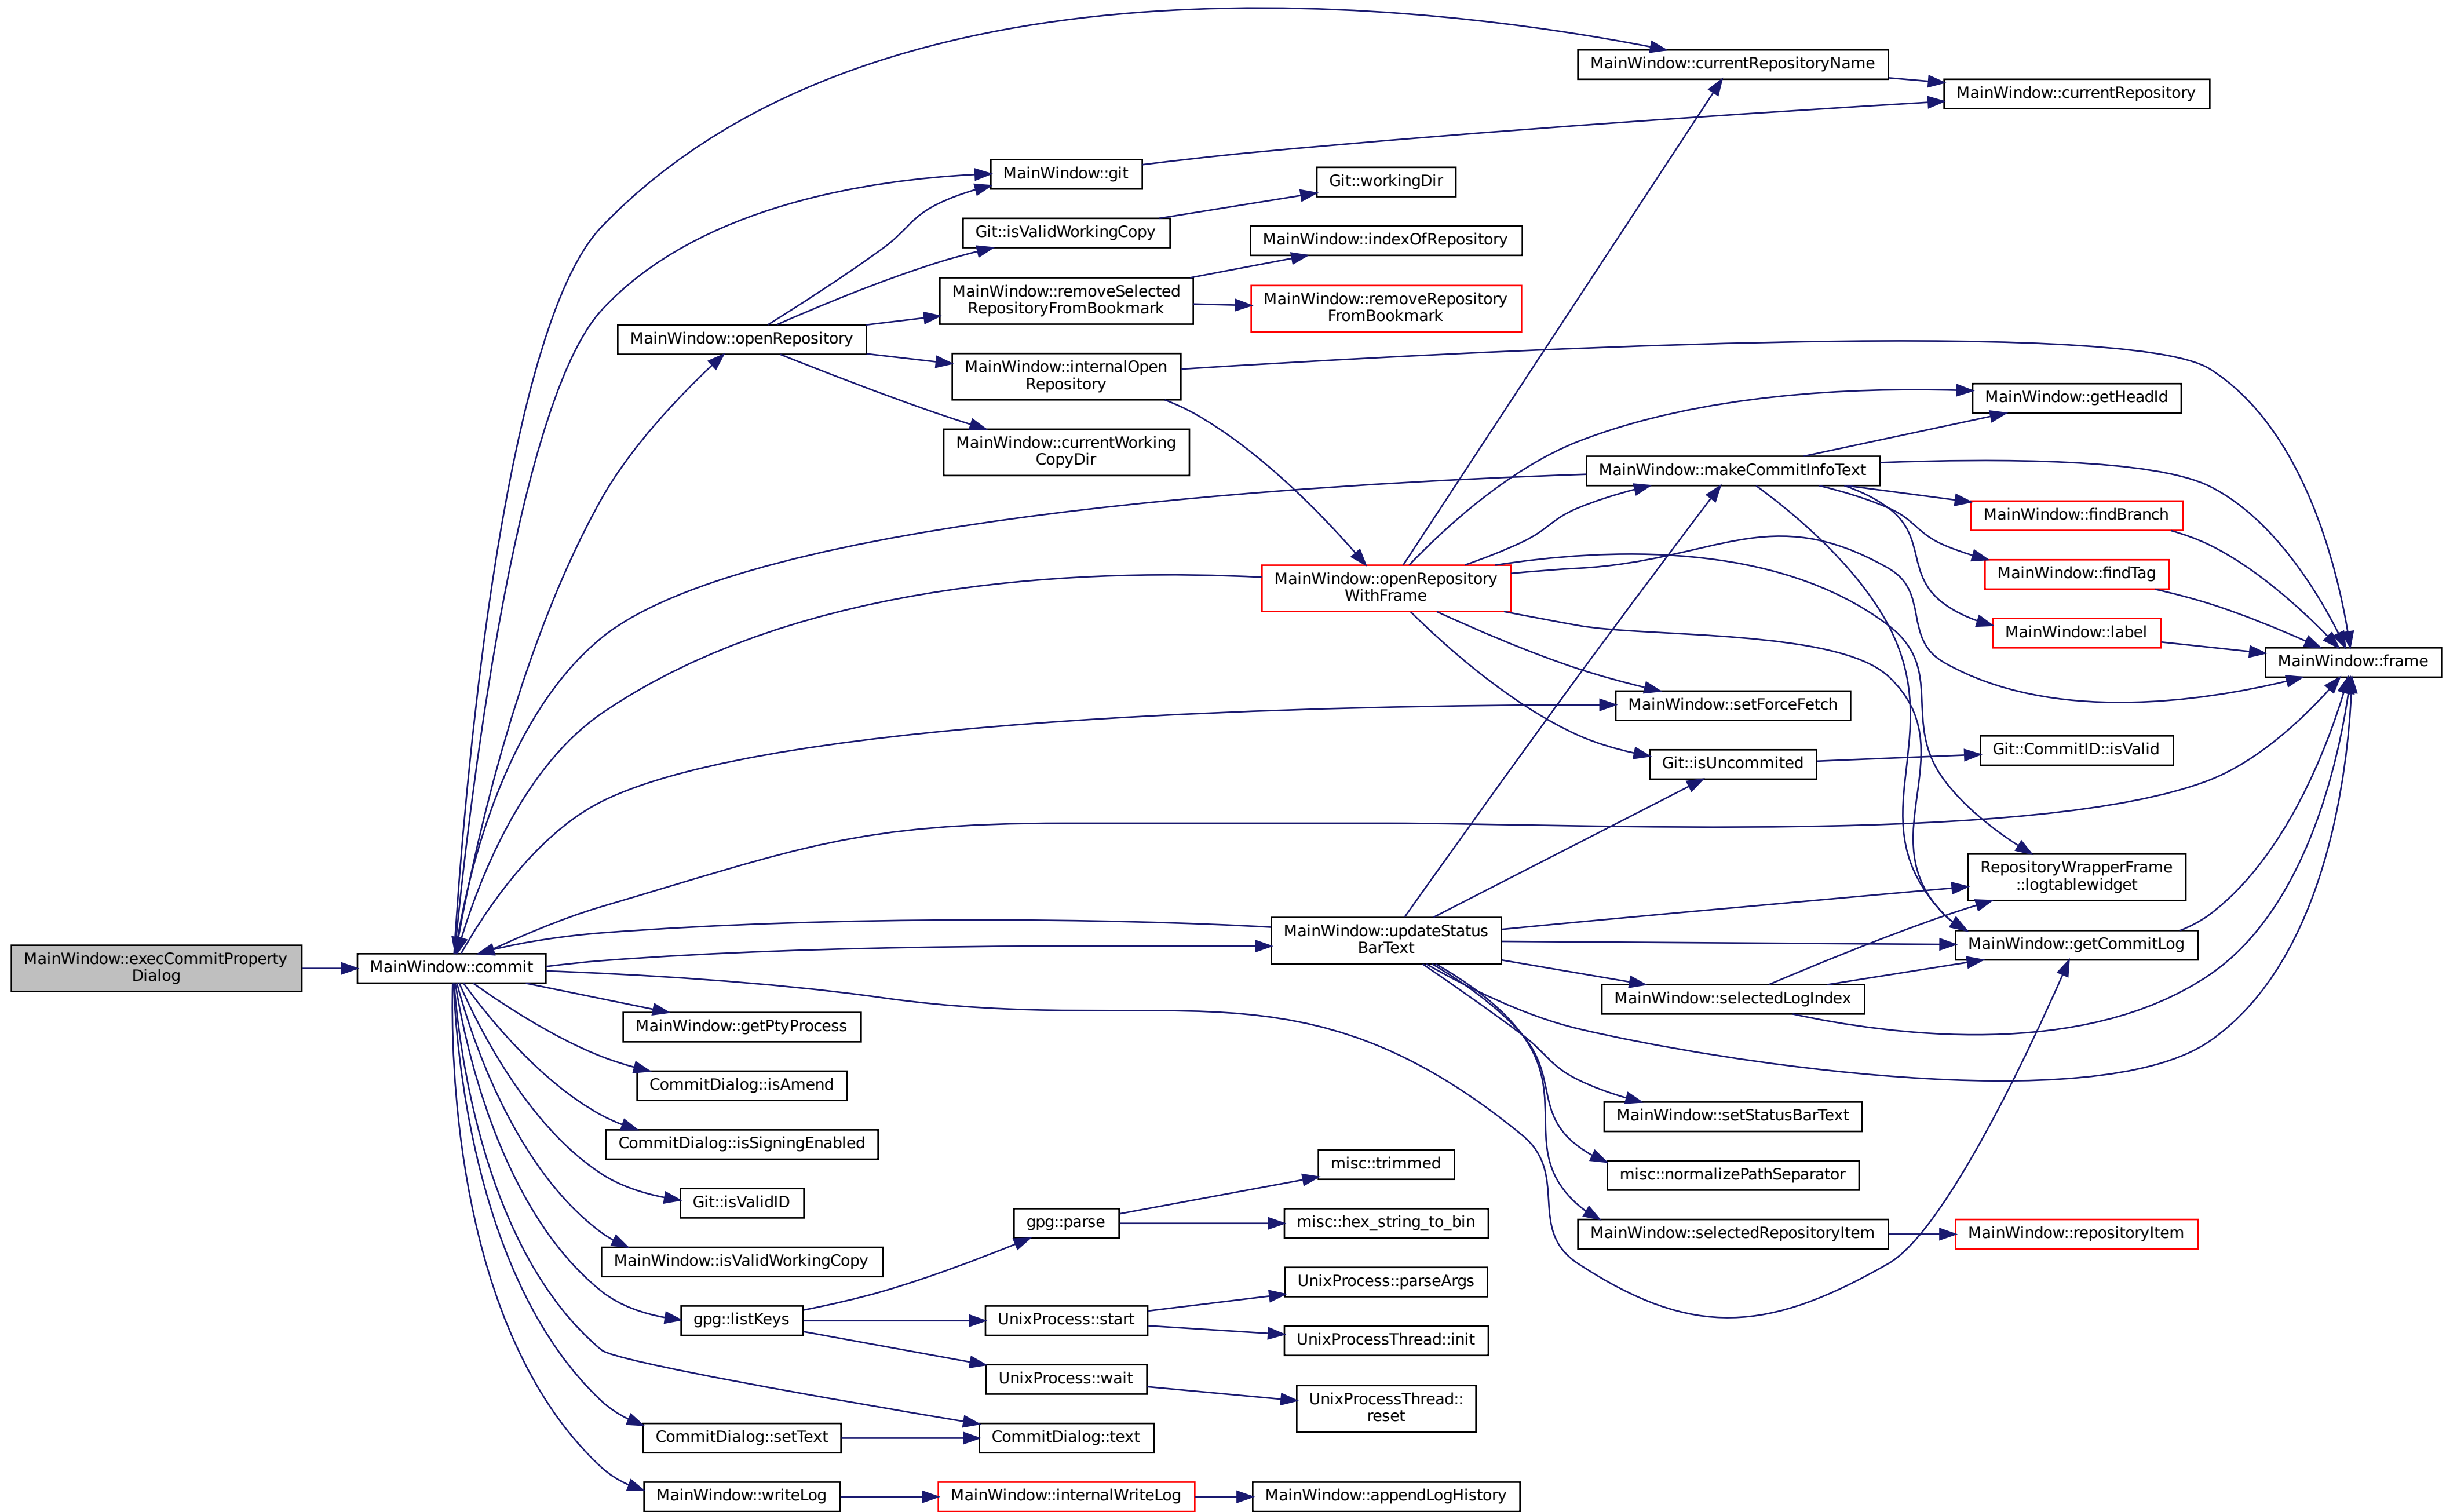 MainWindow::currentRepositoryName
MainWindow::currentRepository
MainWindow::git
Git::workingDir
Git::isValidWorkingCopy
MainWindow::indexOfRepository
MainWindow::removeSelected
RepositoryFromBookmark
MainWindow::removeRepository
FromBookmark
MainWindow::openRepository
MainWindow::internalOpen
Repository
MainWindow::getHeadId
MainWindow::currentWorking
CopyDir
MainWindow::makeCommitInfoText
MainWindow::findBranch
MainWindow::openRepository
WithFrame
MainWindow::findTag
MainWindow::label
MainWindow::frame
MainWindow::setForceFetch
Git::isUncommited
Git::CommitID::isValid
RepositoryWrapperFrame
::logtablewidget
MainWindow::updateStatus
BarText
MainWindow::getCommitLog
MainWindow::execCommitProperty
Dialog
MainWindow::commit
MainWindow::selectedLogIndex
MainWindow::getPtyProcess
CommitDialog::isAmend
MainWindow::setStatusBarText
CommitDialog::isSigningEnabled
misc::trimmed
misc::normalizePathSeparator
Git::isValidID
gpg::parse
misc::hex_string_to_bin
MainWindow::selectedRepositoryItem
MainWindow::repositoryItem
MainWindow::isValidWorkingCopy
UnixProcess::parseArgs
gpg::listKeys
UnixProcess::start
UnixProcessThread::init
UnixProcess::wait
UnixProcessThread::
reset
CommitDialog::setText
CommitDialog::text
MainWindow::writeLog
MainWindow::internalWriteLog
MainWindow::appendLogHistory